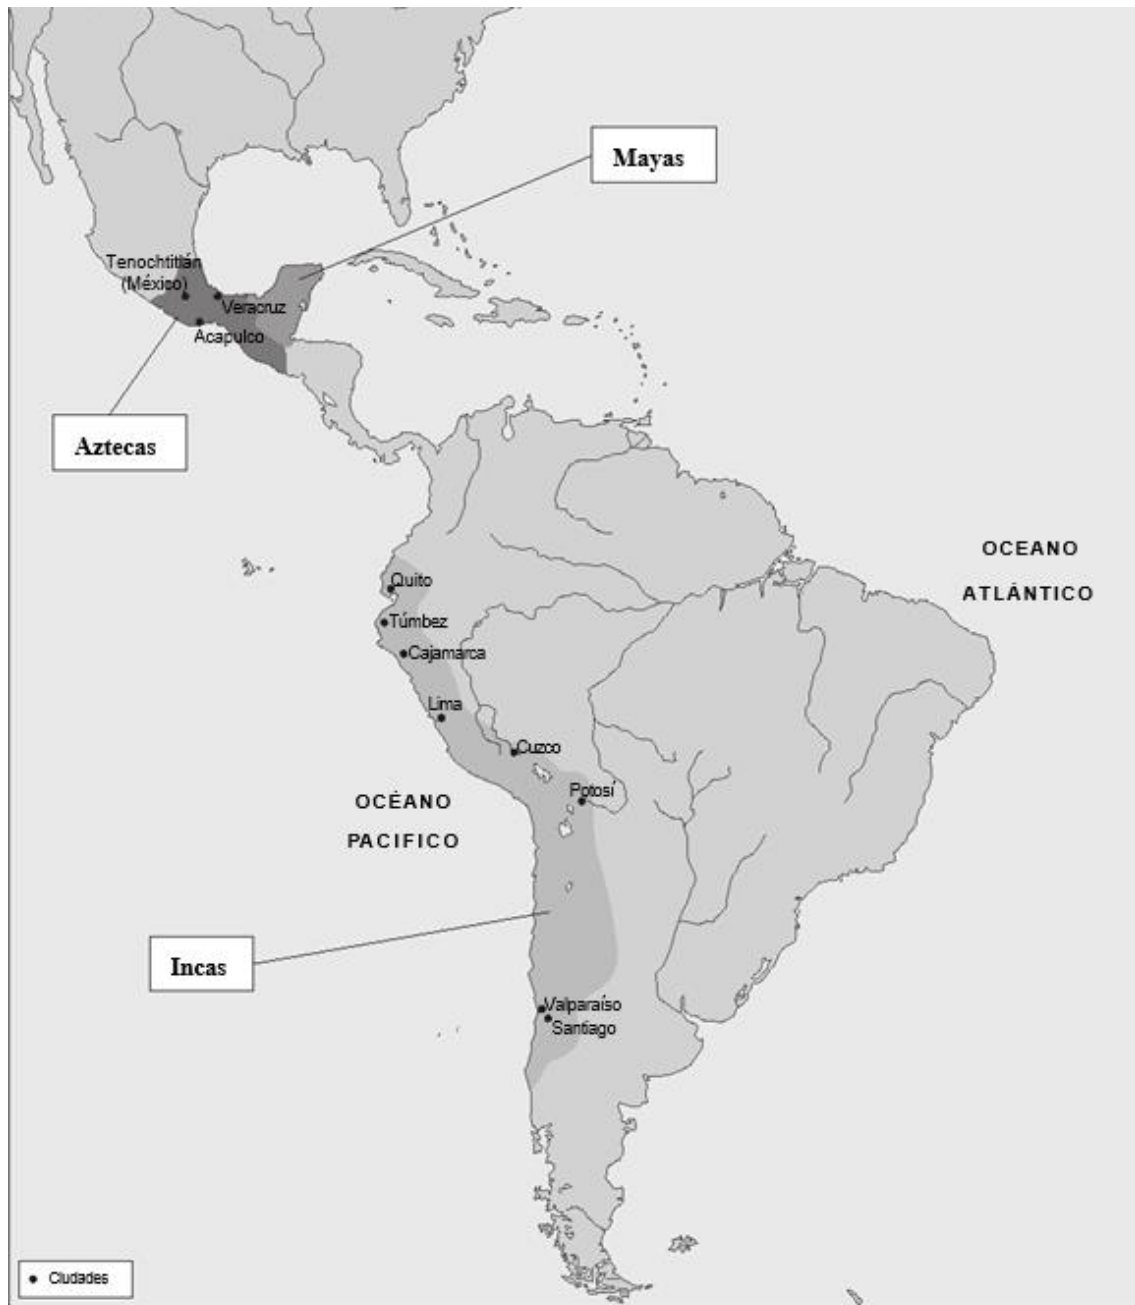 Mayas
Tenochtitlán
(México)
Veracruz
Acapulco
Aztecas
OCEANO
ATLÁNTICO
Quito
Túmbez
Cajamarca
Lima
Cuzco
Potosí
OCÉANO
PACIFICO
Incas
Valparaíso
Santiago
Ciudades